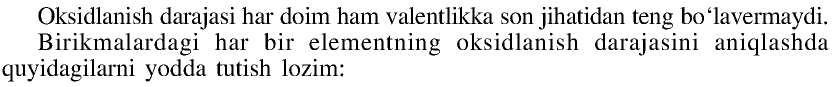 Oksidlanish darajasi har doim ham valentlikka son jihatidan teng bo‘lavermaydi.
Birikmalardagi har bir elementning oksidlanish darajasini aniqlashda
quyidagilarni yodda tutish lozim: